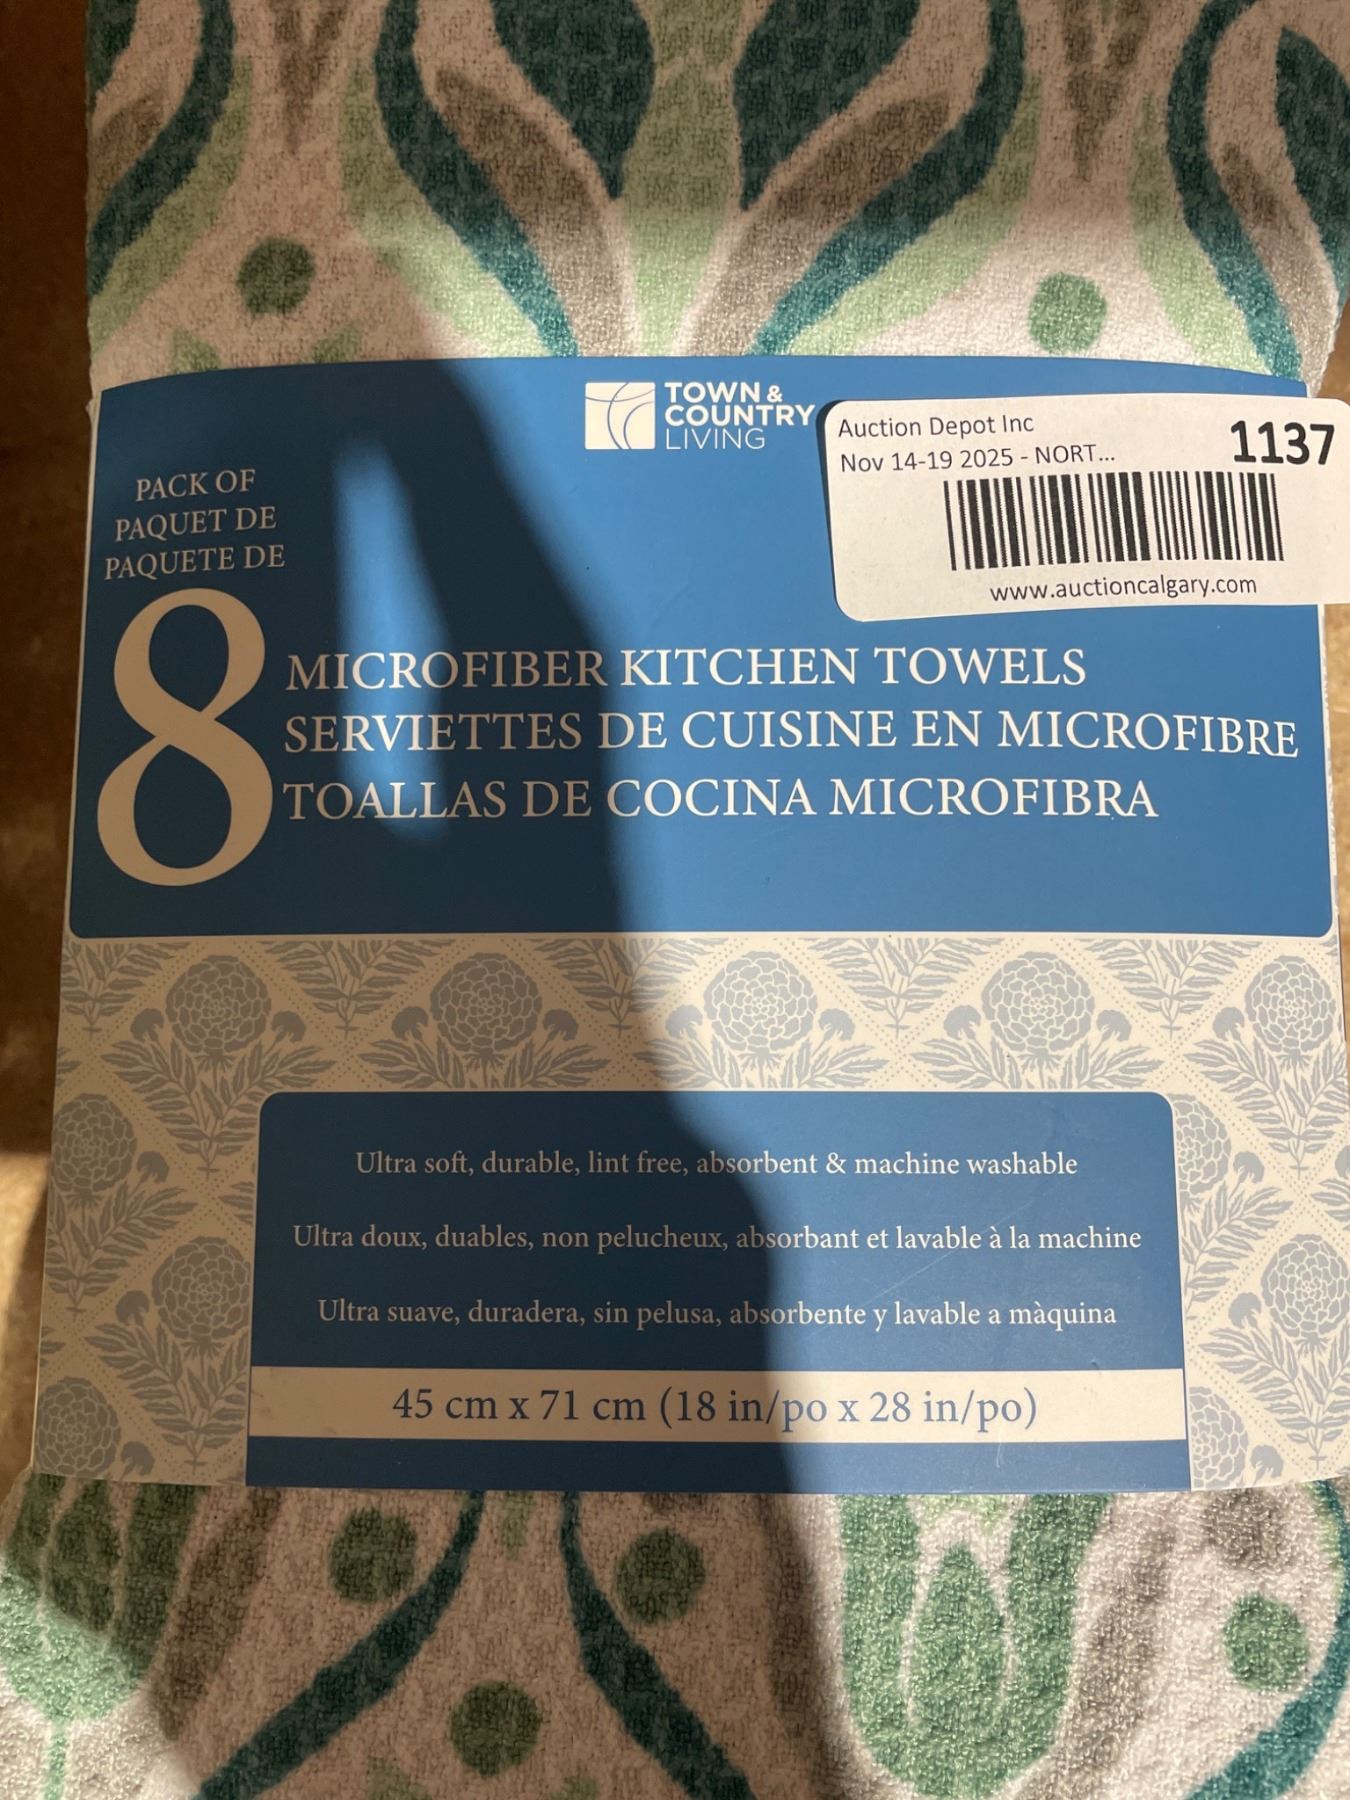 TOWN &
COUNTRY
LIVING
Auction Depot Inc
Nov 14-19 2025 - NORT...
1137
www.auctioncalgary.com
PACK OF
PAQUET DE
PAQUETE DE
8
MICROFIBER KITCHEN TOWELS
SERVIETTES DE CUISINE EN MICROFIBRE
TOALLAS DE COCINA MICROFIBRA
Ultra soft, durable, lint free, absorbent & machine washable
Ultra doux, duables, non pelucheux, absorbant et lavable à la machine
Ultra suave, duradera, sin pelusa, absorbente y lavable a màquina
45 cm x 71 cm (18 in/po x 28 in/po)